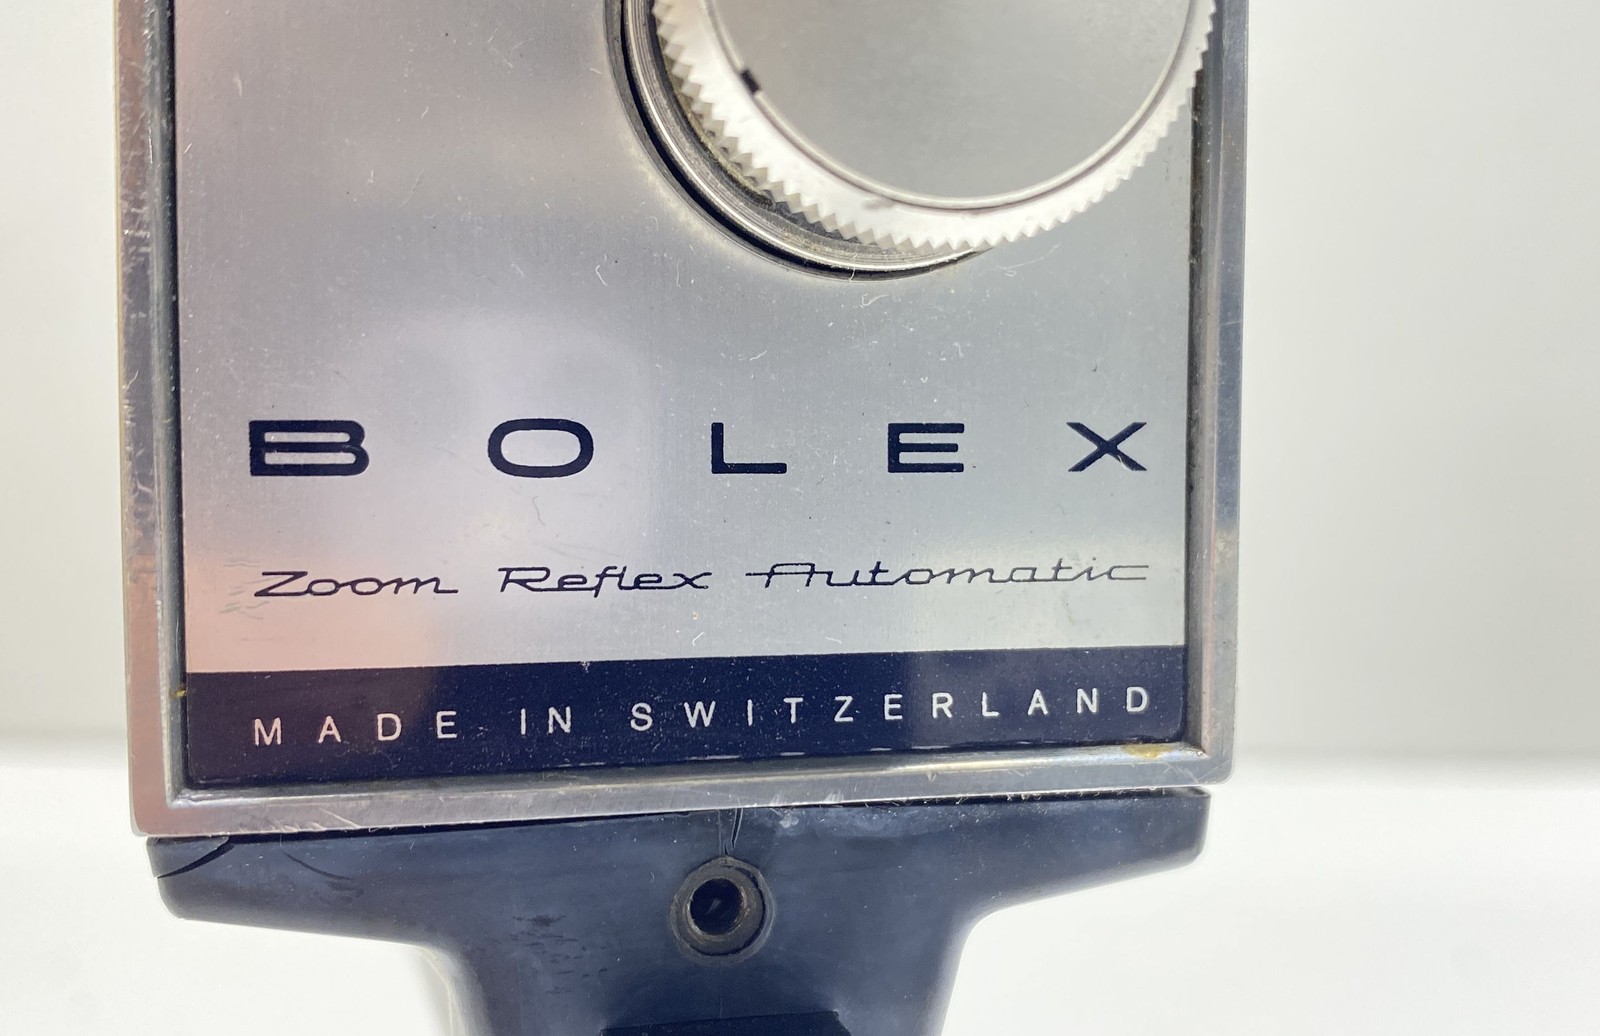 BOLEX
Zoom Reflex Automatic
MADE IN SWITZERLAND